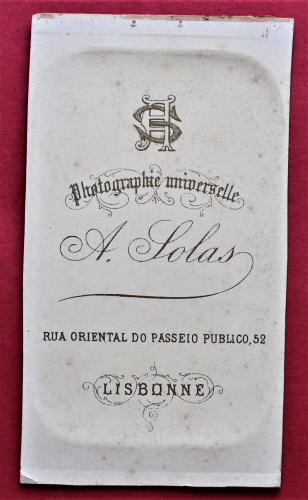 AS
Photographie universelle
A. Solas
RUA ORIENTAL DO PASSEIO PUBLICO, 52
LISBONNE